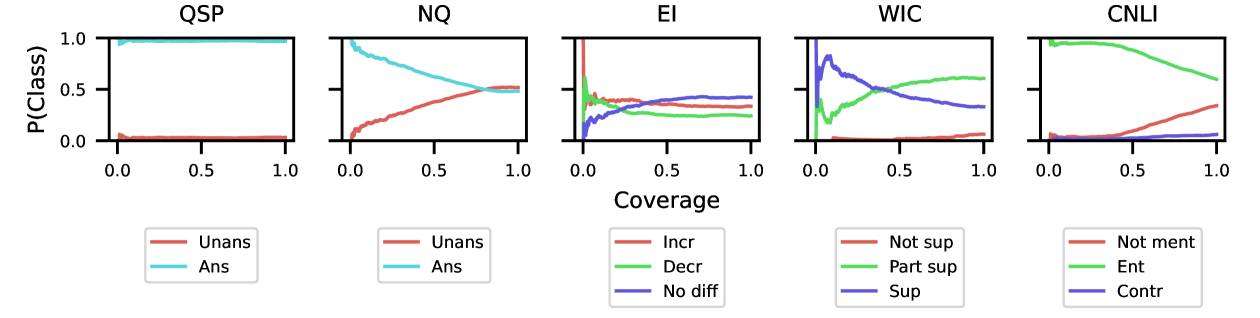 QSP NQ EI WIC CNLI
P(Class)
1.0
0.5
0.0
0.0 0.5 1.0 0.0 0.5 1.0 0.0 0.5 1.0 0.0 0.5 1.0 0.0 0.5 1.0
Coverage
Unans
Ans
Unans
Ans
Incr
Decr
No diff
Not sup
Part sup
Sup
Not ment
Ent
Contr